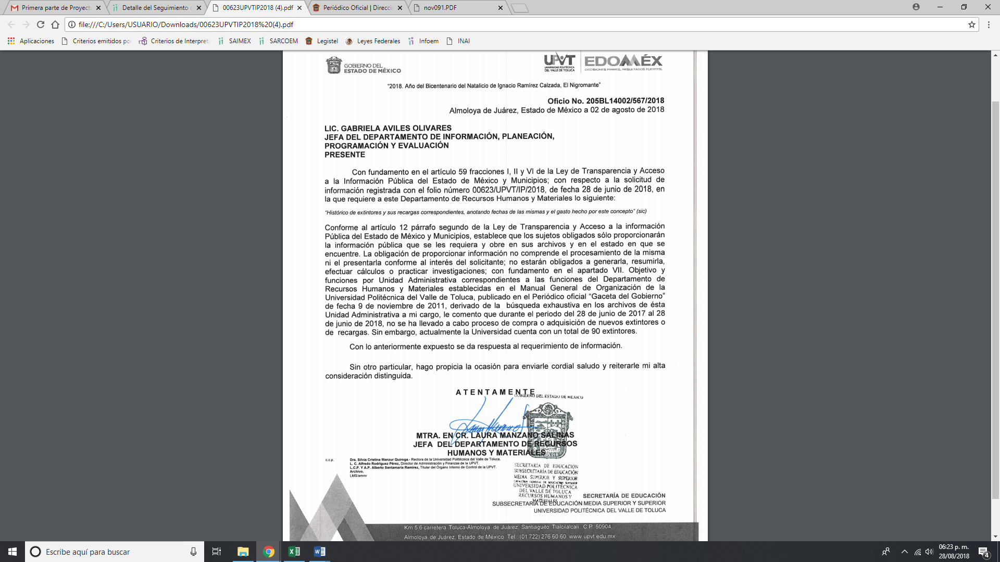 Primera parte de Proyect
Detalle del Seguimiento d
00623UPVTIP2018 (4).pdf
Periódico Oficial | Direcci
nov091.PDF
file:///C:/Users/USUARIO/Downloads/00623UPVTIP2018%20(4).pdf
Aplicaciones
Criterios emitidos po
Criterios de Interpret
SAIMEX
SARCOEM
Legistel
Leyes Federales
Infoem
INAI
GOBIERNO DEL
ESTADO DE MÉXICO
UPVT
UNIVERSIDAD POLITÉCNICA
DEL VALLE DE TOLUCA
EDOMÉX
DECISIONES FIRMES, RESULTADOS FUERTES.
"2018. Año del Bicentenario del Natalicio de Ignacio Ramírez Calzada, El Nigromante"
Oficio No. 205BL14002/567/2018
Almoloya de Juárez, Estado de México a 02 de agosto de 2018
LIC. GABRIELA AVILES OLIVARES
JEFA DEL DEPARTAMENTO DE INFORMACIÓN, PLANEACIÓN,
PROGRAMACIÓN Y EVALUACIÓN
PRESENTE
Con fundamento en el artículo 59 fracciones I, II y VI de la Ley de Transparencia y Acceso
a la Información Pública del Estado de México y Municipios; con respecto a la solicitud de
información registrada con el folio número 00623/UPVT/IP/2018, de fecha 28 de junio de 2018, en
la que requiere a este Departamento de Recursos Humanos y Materiales lo siguiente:
"Histórico de extintores y sus recargas correspondientes, anotando fechas de las mismas y el gasto hecho por este concepto" (sic)
Conforme al artículo 12 párrafo segundo de la Ley de Transparencia y Acceso a la información
Pública del Estado de México y Municipios, establece que los sujetos obligados sólo proporcionarán
la información pública que se les requiera y obre en sus archivos y en el estado en que se
encuentre. La obligación de proporcionar información no comprende el procesamiento de la misma
ni el presentarla conforme al interés del solicitante; no estarán obligados a generarla, resumirla,
efectuar cálculos o practicar investigaciones; con fundamento en el apartado VII. Objetivo y
funciones por Unidad Administrativa correspondientes a las funciones del Departamento de
Recursos Humanos y Materiales establecidas en el Manual General de Organización de la
Universidad Politécnica del Valle de Toluca, publicado en el Periódico oficial "Gaceta del Gobierno"
de fecha 9 de noviembre de 2011, derivado de la búsqueda exhaustiva en los archivos de ésta
Unidad Administrativa a mi cargo, le comento que durante el periodo del 28 de junio de 2017 al 28
de junio de 2018, no se ha llevado a cabo proceso de compra o adquisición de nuevos extintores o
de recargas. Sin embargo, actualmente la Universidad cuenta con un total de 90 extintores.
Con lo anteriormente expuesto se da respuesta al requerimiento de información.
Sin otro particular, hago propicia la ocasión para enviarle cordial saludo y reiterarle mi alta
consideración distinguida.
A T E N T A M E N T E
GOBIERNO DEL ESTADO DE MÉXICO
MTRA. EN CR. LAURA MANZANO SALINAS
JEFA DEL DEPARTAMENTO DE RECURSOS
HUMANOS Y MATERIALES
c.c.p. Dra. Silvia Cristina Manzur Quiroga.- Rectora de la Universidad Politécnica del Valle de Toluca.
L. C. Alfredo Rodríguez Pérez, Director de Administración y Finanzas de la UPVT.
L.C.P. Y A.P. Alberto Santamaría Ramírez, Titular del Órgano Interno de Control de la UPVT.
Archivo.
LMS/ammr
SECRETARÍA DE EDUCACION
SUBSECRETARÍA DE EDUCACIÓN
MEDIA SUPERIOR Y SUPERIOR
DIRECCION GENERAL DE EDUCACION SUPERIOR
UNIVERSIDAD POLITÉCNICA
DEL VALLE DE TOLUCA
RECURSOS HUMANOS Y
MATERIALES
SECRETARÍA DE EDUCACIÓN
SUBSECRETARÍA DE EDUCACIÓN MEDIA SUPERIOR Y SUPERIOR
UNIVERSIDAD POLITÉCNICA DEL VALLE DE TOLUCA
Km 5.6 carretera Toluca-Almoloya de Juárez, Santiaguito Tlalcilalcali, C.P. 50904,
Almoloya de Juárez, Estado de México. Tel.: (01 722) 276 60 60. www.upvt.edu.mx
Escribe aquí para buscar
06:23 p. m.
28/08/2018
4